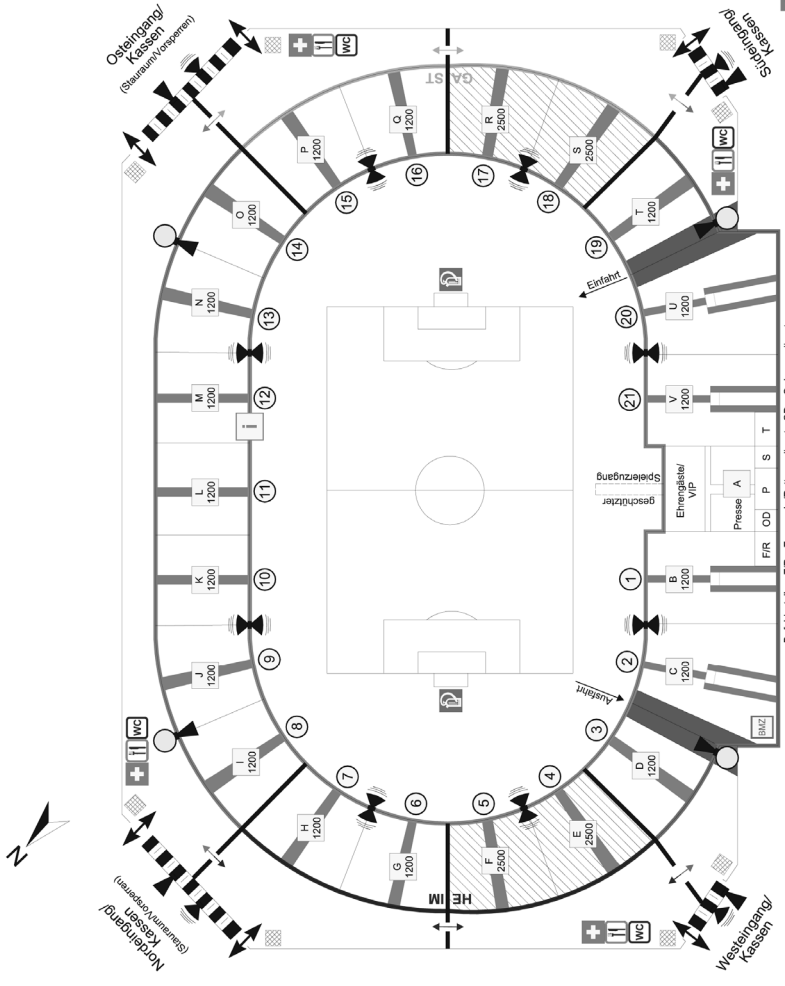 Osteingang/
Kassen
(Stauraum/Vorsperren)
Südeingang/
Kassen
WC
WC
GAST
Q
1200
R
2500
P
1200
S
2500
O
1200
T
1200
16
17
15
18
14
19
Einfahrt
N
1200
13
20
U
1200
M
1200
12
21
V
1200
i
L
1200
11
geschützter
Spielerzugang
Ehrengäste/
VIP
Presse
A
T
S
P
OD
F/R
K
1200
10
1
B
1200
J
1200
9
2
C
1200
Ausfahrt
BMZ
WC
I
1200
8
3
D
1200
7
4
6
5
H
1200
E
2500
G
1200
F
2500
HEIM
N
Nordeingang/
Kassen
(Stauraum/Vorsperren)
WC
Westeingang/
Kassen